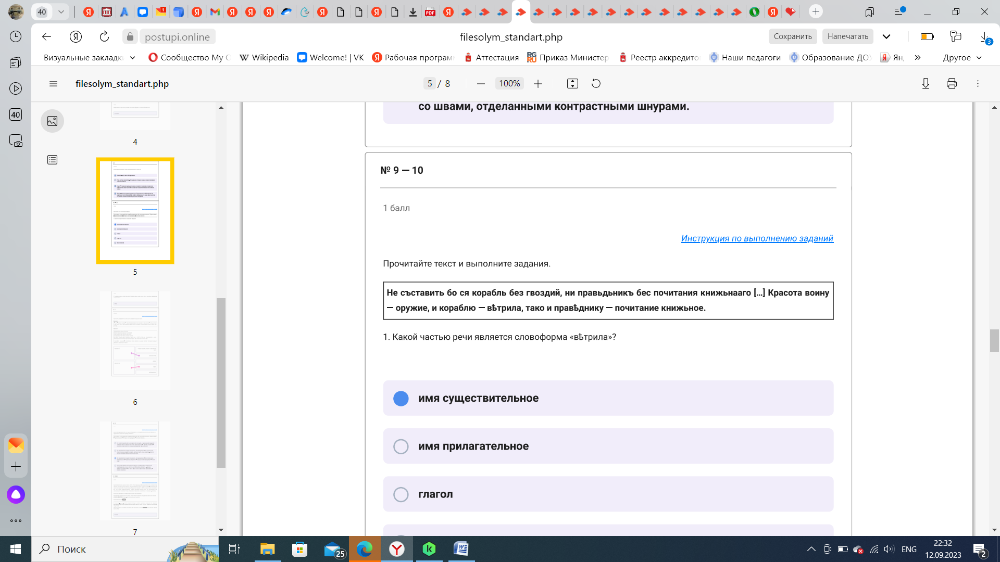 40
postupi.online
filesolym_standart.php
Сохранить
Напечатать
3
Визуальные закладк
Сообщество My C
Wikipedia
Welcome! | VK
Рабочая програм
Аттестация
Приказ Министер
Реестр аккредито
Наши педагоги
Образование ДО
Ян
»
Другое
filesolym_standart.php
5 / 8
100%
40
4
5
6
7
со швами, отделанными контрастными шнурами.
№ 9 — 10
1 балл
Инструкция по выполнению заданий
Прочитайте текст и выполните задания.
Не съставить бо ся корабль без гвоздий, ни правьдьникъ бес почитания книжьнааго [...] Красота воину
— оружие, и кораблю — вѣтрила, тако и правѣднику — почитание книжьное.
1. Какой частью речи является словоформа «вѣтрила»?
имя существительное
имя прилагательное
глагол
Поиск
25
ENG
22:32
12.09.2023
2